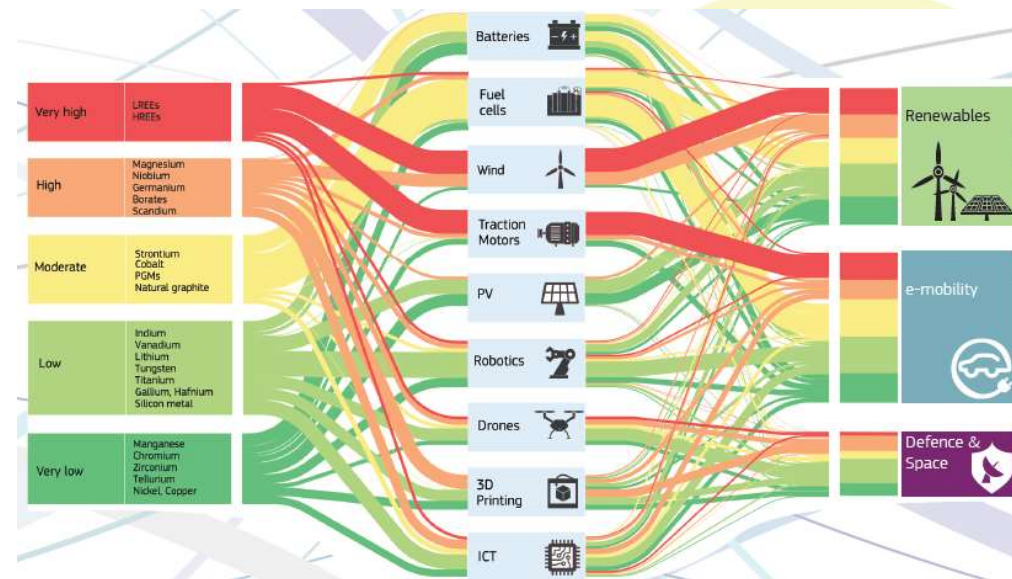 Very high
LREEs
HREEs
High
Magnesium
Niobium
Germanium
Borates
Scandium
Moderate
Strontium
Cobalt
PGMs
Natural graphite
Low
Indium
Vanadium
Lithium
Tungsten
Titanium
Gallium, Hafnium
Silicon metal
Very low
Manganese
Chromium
Zirconium
Tellurium
Nickel, Copper
Batteries
Fuel
cells
Wind
Traction
Motors
PV
Robotics
Drones
3D
Printing
ICT
Renewables
e-mobility
Defence &
Space